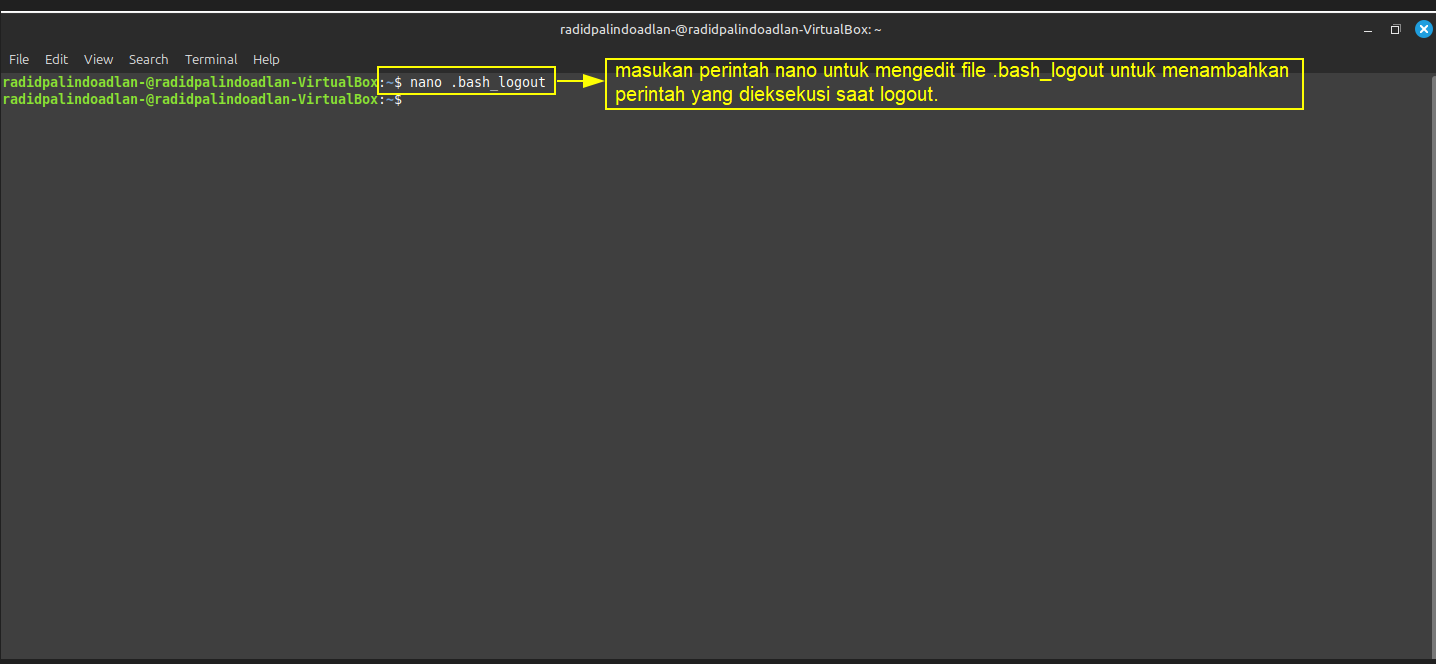 radidpalindoadlan-@radidpalindoadlan-VirtualBox: ~
File Edit View Search Terminal Help
radidpalindoadlan-@radidpalindoadlan-VirtualBox:~$ nano .bash_logout
radidpalindoadlan-@radidpalindoadlan-VirtualBox:~$
masukan perintah nano untuk mengedit file .bash_logout untuk menambahkan
perintah yang dieksekusi saat logout.